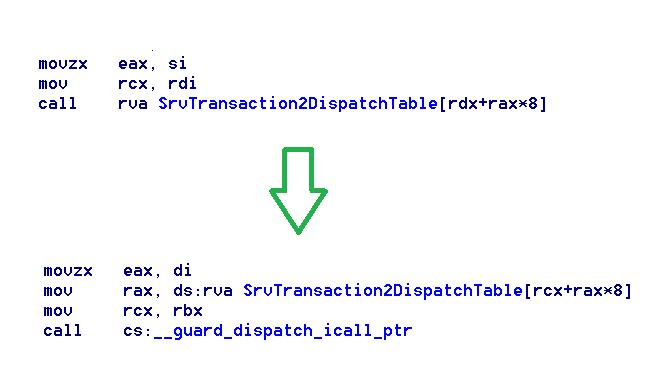 movzx eax, si
mov rcx, rdi
call rva SrvTransaction2DispatchTable[rdx+rax*8]
movzx eax, di
mov rax, ds:rva SrvTransaction2DispatchTable[rcx+rax*8]
mov rcx, rbx
call cs:__guard_dispatch_icall_ptr